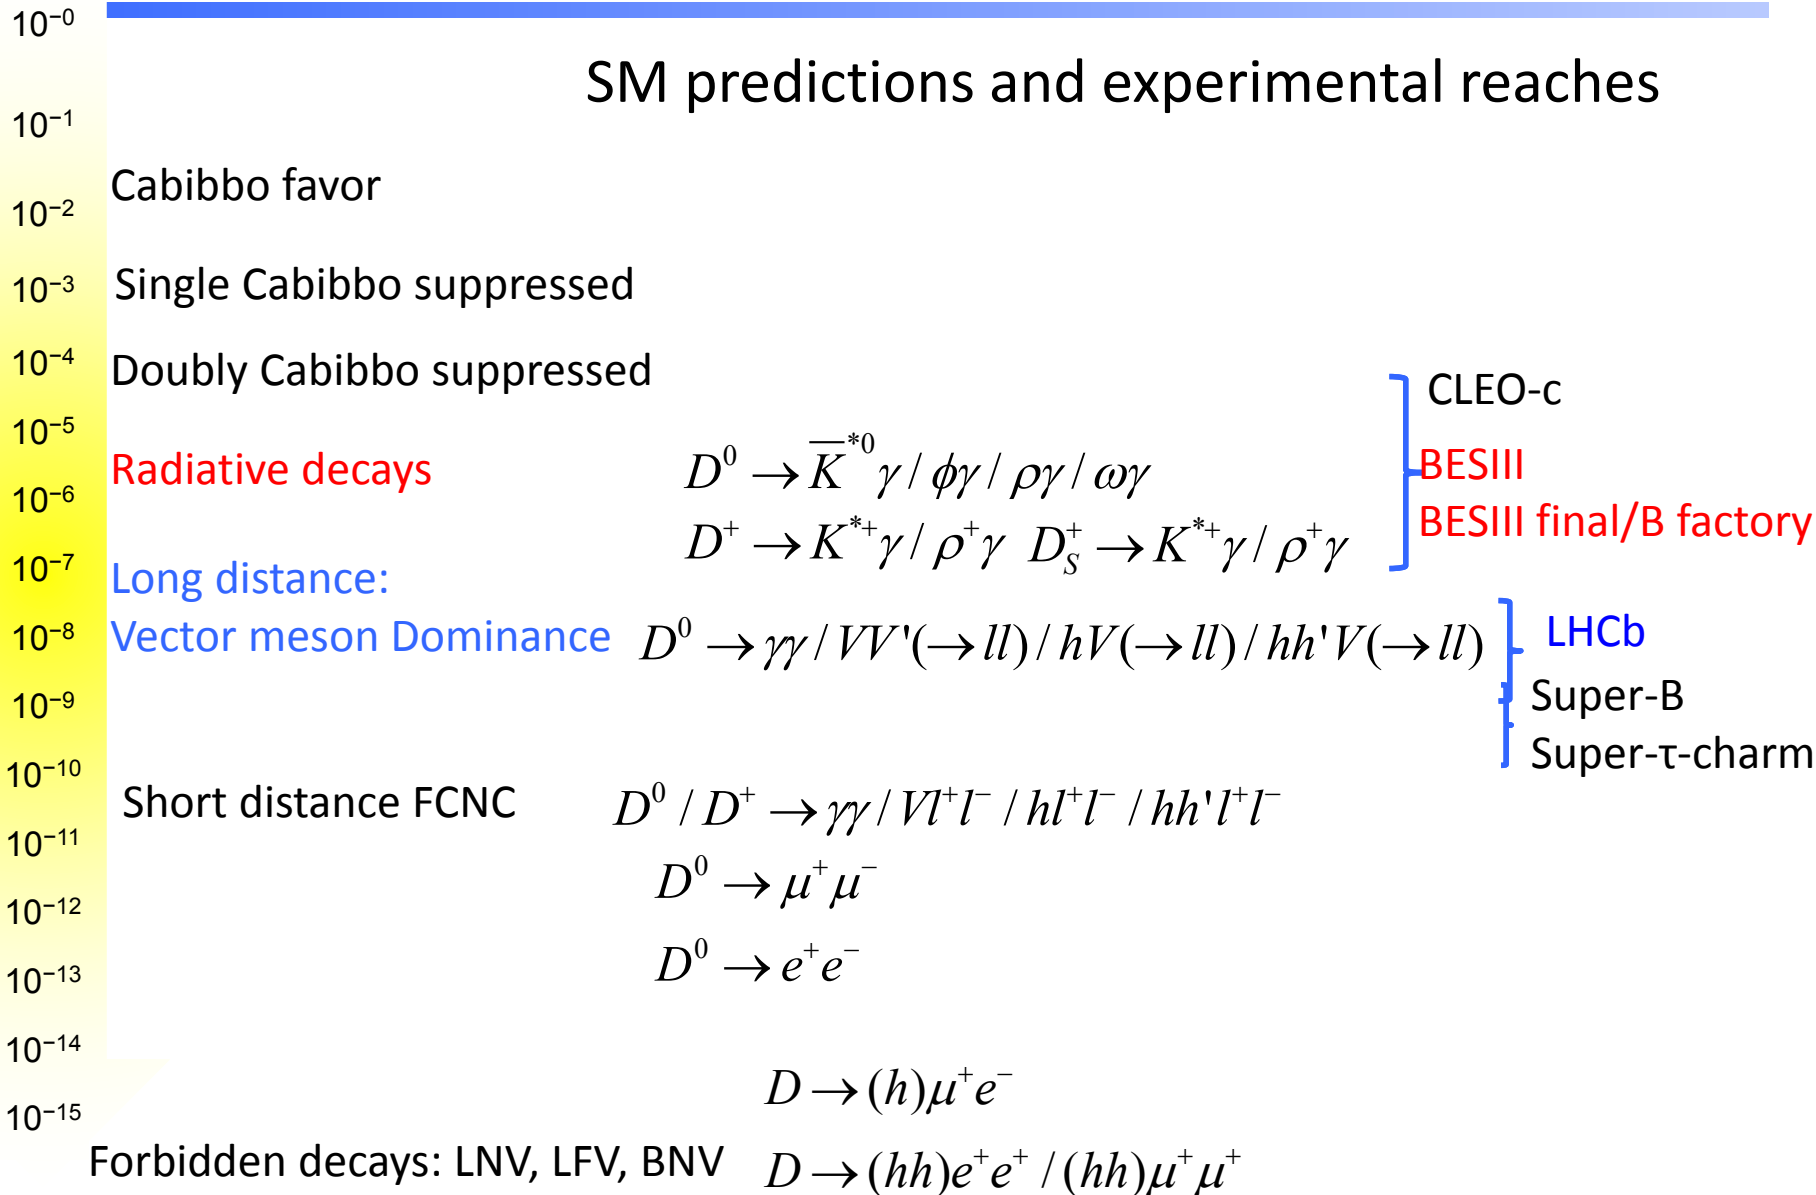 10⁻⁰
SM predictions and experimental reaches
10⁻¹
Cabibbo favor
10⁻²
10⁻³ Single Cabibbo suppressed
10⁻⁴ Doubly Cabibbo suppressed
CLEO-c
10⁻⁵
Radiative decays D⁰ → K̅*⁰γ / ϕγ / ργ / ωγ BESIII
10⁻⁶
BESIII final/B factory
D⁺ → K*⁺γ / ρ⁺γ D_S⁺ → K*⁺γ / ρ⁺γ
10⁻⁷
Long distance:
10⁻⁸ Vector meson Dominance D⁰ → γγ / VV'(→ ll) / hV(→ ll) / hh'V(→ ll) LHCb
10⁻⁹ Super-B
Super-τ-charm
10⁻¹⁰
Short distance FCNC D⁰ / D⁺ → γγ / Vl⁺l⁻ / hl⁺l⁻ / hh'l⁺l⁻
10⁻¹¹
D⁰ → μ⁺μ⁻
10⁻¹²
D⁰ → e⁺e⁻
10⁻¹³
10⁻¹⁴
D → (h)μ⁺e⁻
10⁻¹⁵
Forbidden decays: LNV, LFV, BNV D → (hh)e⁺e⁺ / (hh)μ⁺μ⁺